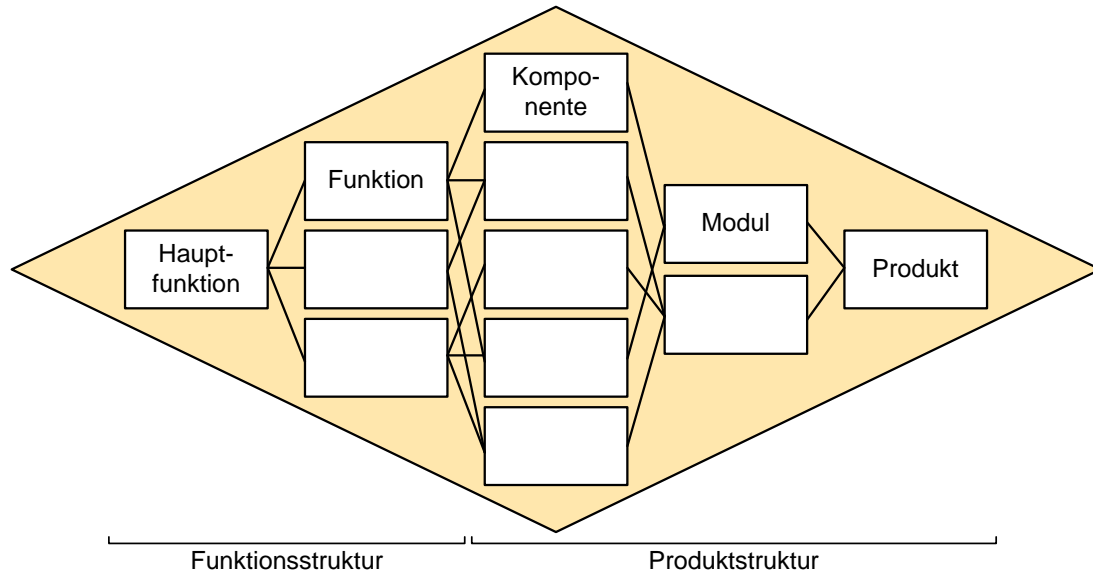 Kompo-
nente
Funktion
Modul
Haupt-
funktion
Produkt
Funktionsstruktur
Produktstruktur